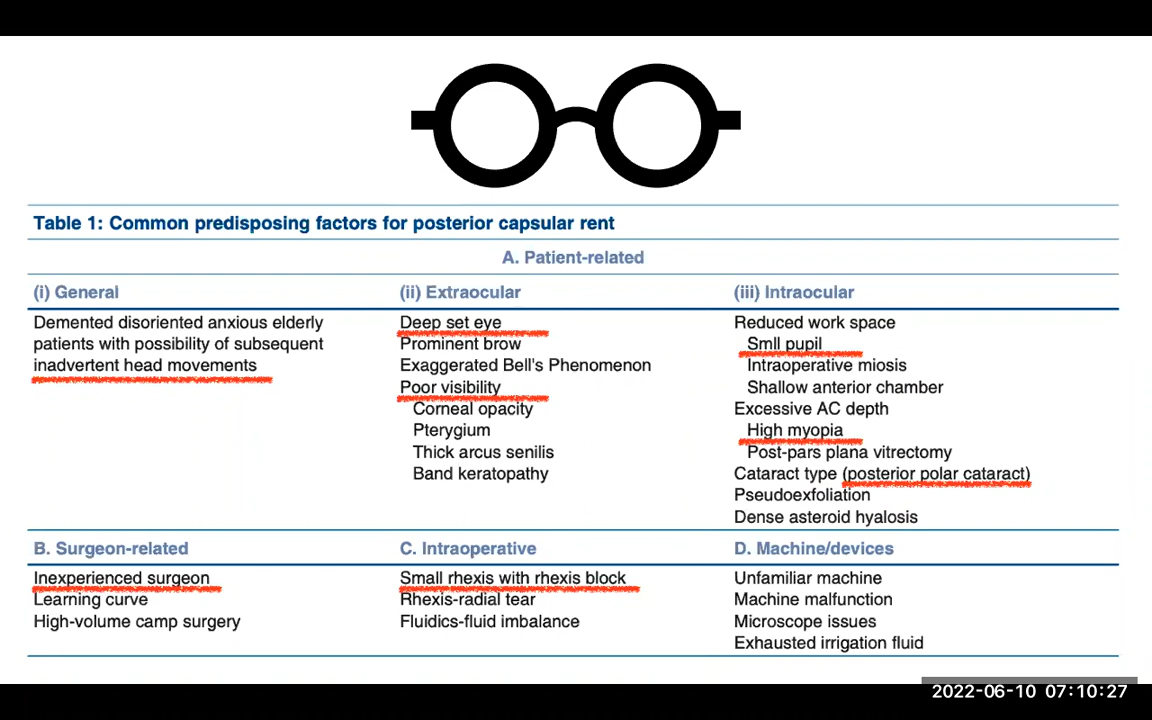 Table 1: Common predisposing factors for posterior capsular rent
A. Patient-related
(i) General
(ii) Extraocular
(iii) Intraocular
Demented disoriented anxious elderly
patients with possibility of subsequent
inadvertent head movements
Deep set eye
Prominent brow
Exaggerated Bell's Phenomenon
Poor visibility
Corneal opacity
Pterygium
Thick arcus senilis
Band keratopathy
Reduced work space
Smll pupil
Intraoperative miosis
Shallow anterior chamber
Excessive AC depth
High myopia
Post-pars plana vitrectomy
Cataract type (posterior polar cataract)
Pseudoexfoliation
Dense asteroid hyalosis
B. Surgeon-related
C. Intraoperative
D. Machine/devices
Inexperienced surgeon
Learning curve
High-volume camp surgery
Small rhexis with rhexis block
Rhexis-radial tear
Fluidics-fluid imbalance
Unfamiliar machine
Machine malfunction
Microscope issues
Exhausted irrigation fluid
2022-06-10 07:10:27